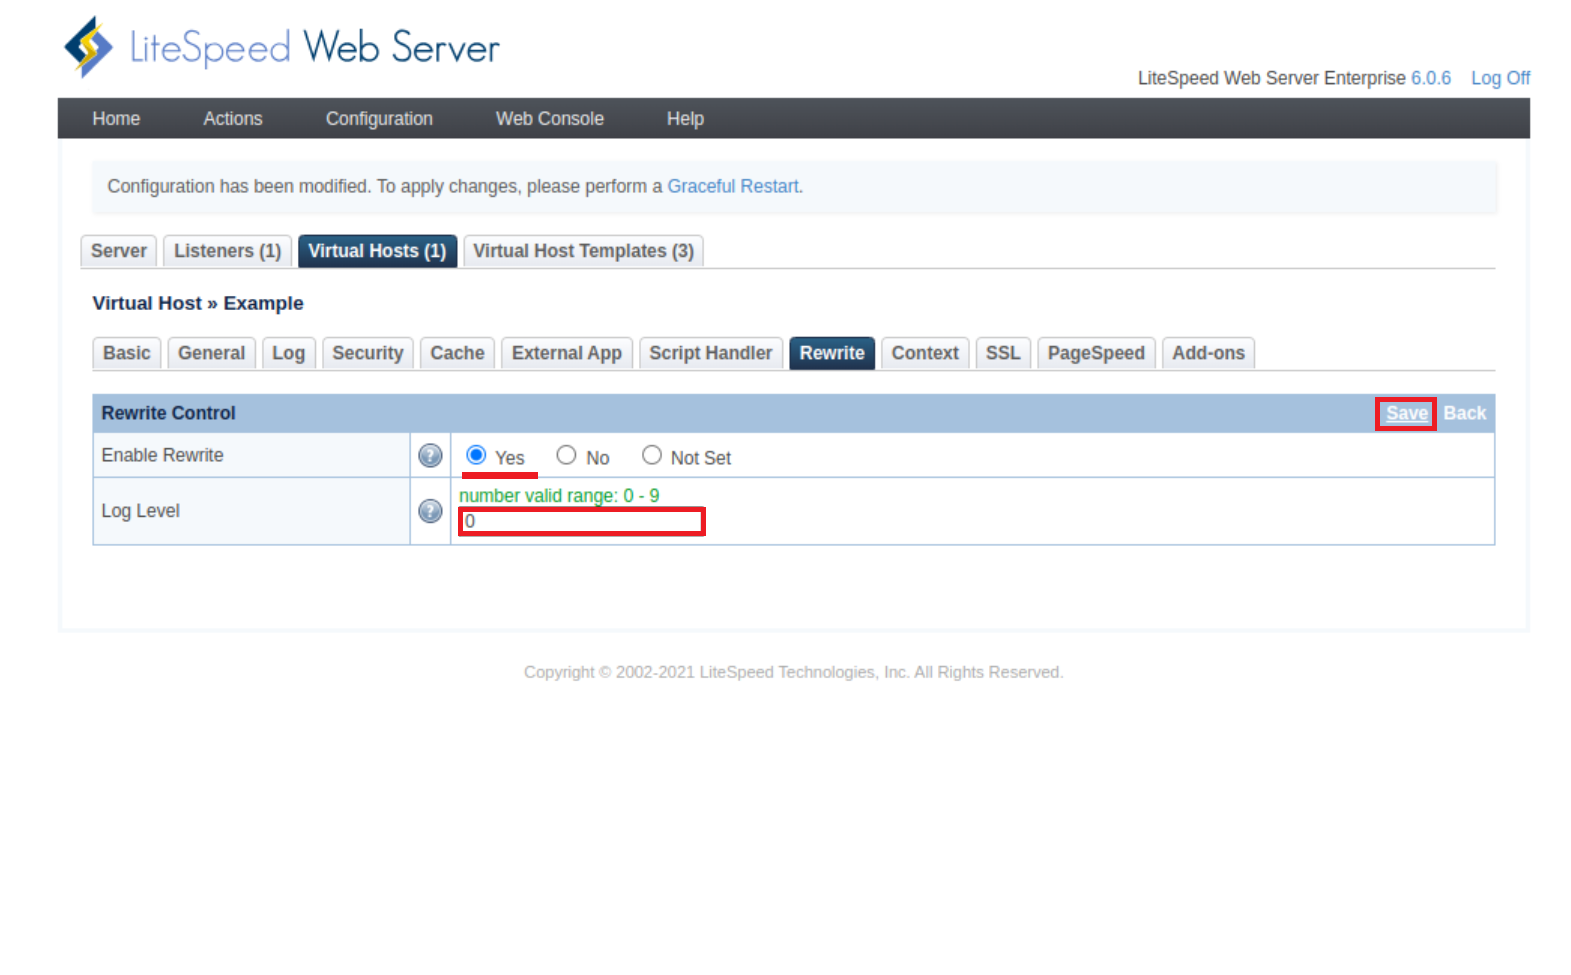 LiteSpeed Web Server
LiteSpeed Web Server Enterprise 6.0.6 Log Off
Home Actions Configuration Web Console Help
Configuration has been modified. To apply changes, please perform a Graceful Restart.
Server Listeners (1) Virtual Hosts (1) Virtual Host Templates (3)
Virtual Host » Example
Basic General Log Security Cache External App Script Handler Rewrite Context SSL PageSpeed Add-ons
Rewrite Control Save Back
Enable Rewrite ? Yes No Not Set
number valid range: 0 - 9
Log Level ?
0
Copyright © 2002-2021 LiteSpeed Technologies, Inc. All Rights Reserved.